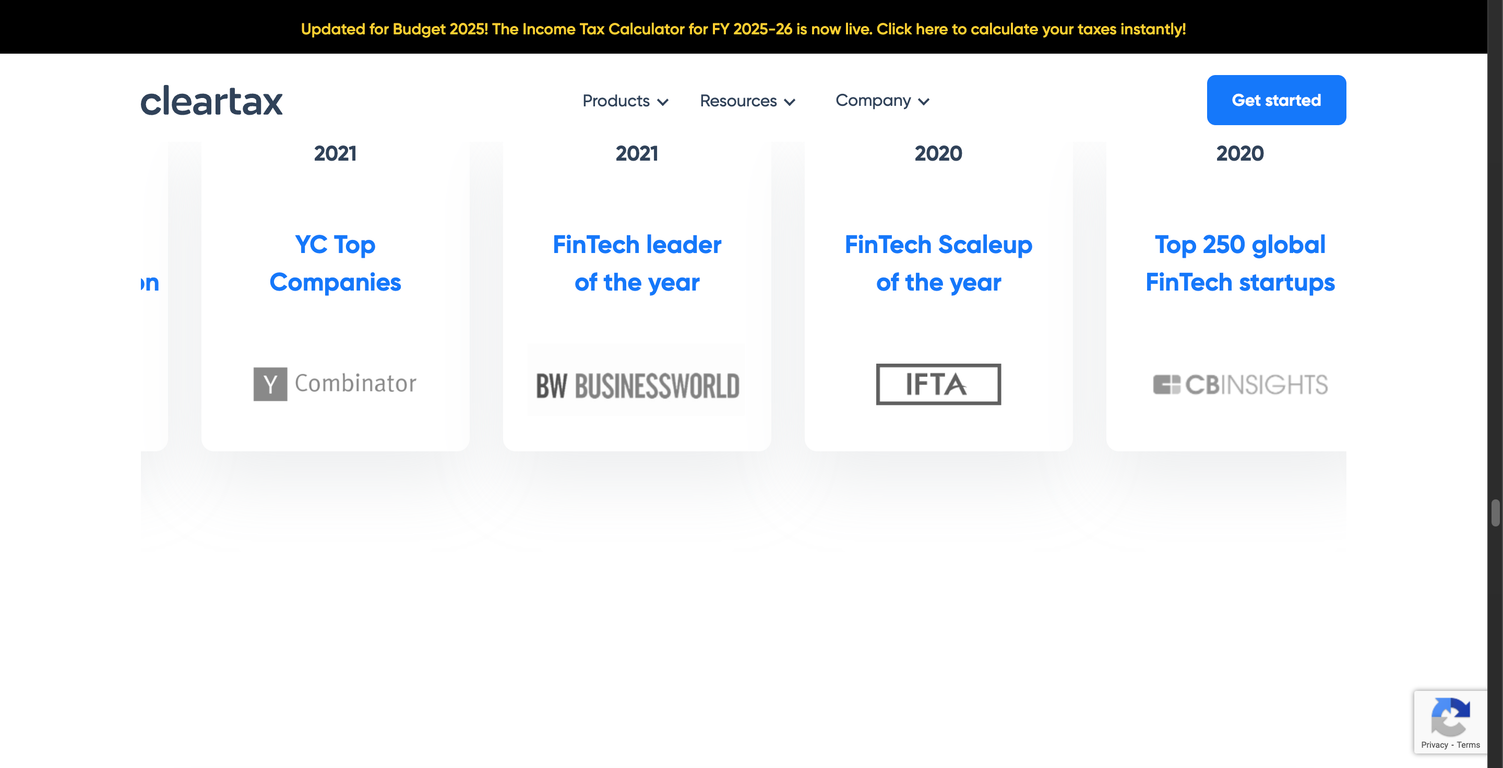 Updated for Budget 2025! The Income Tax Calculator for FY 2025-26 is now live. Click here to calculate your taxes instantly!
cleartax
Products
Resources
Company
Get started
2021
2021
2020
2020
YC Top
Companies
FinTech leader
of the year
FinTech Scaleup
of the year
Top 250 global
FinTech startups
Y Combinator
BW BUSINESSWORLD
IFTA
CBINSIGHTS
Privacy - Terms